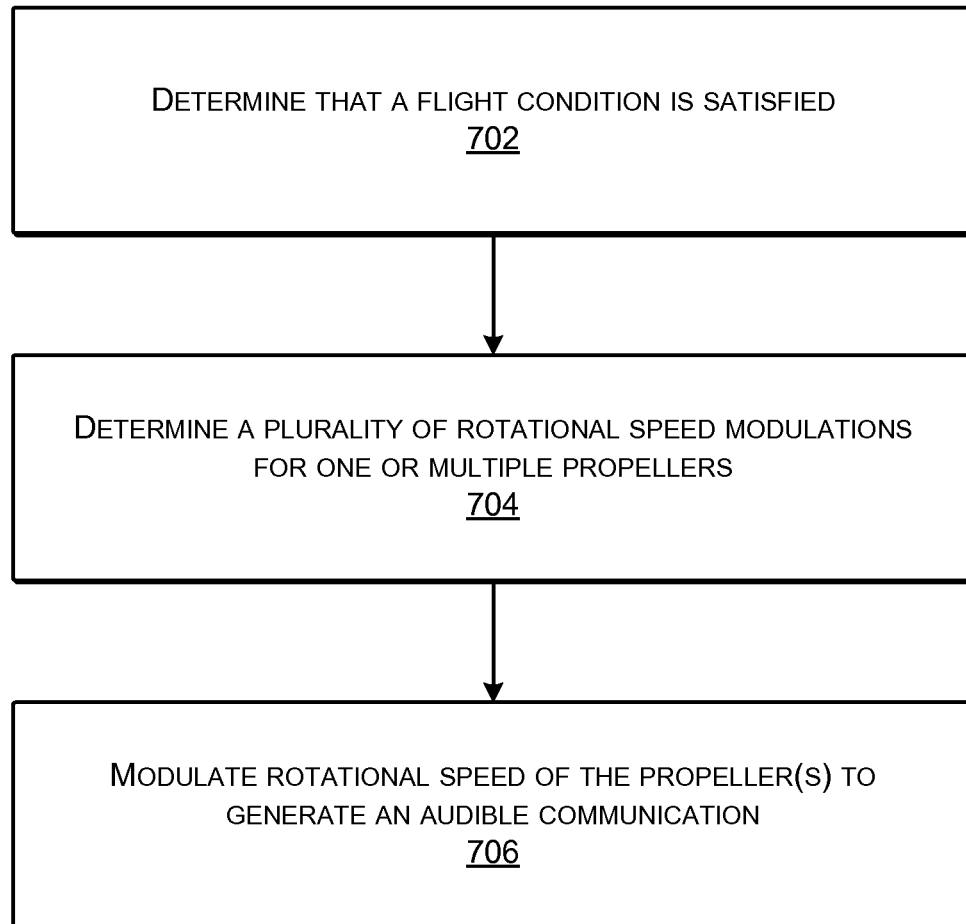 DETERMINE THAT A FLIGHT CONDITION IS SATISFIED
702
DETERMINE A PLURALITY OF ROTATIONAL SPEED MODULATIONS
FOR ONE OR MULTIPLE PROPELLERS
704
MODULATE ROTATIONAL SPEED OF THE PROPELLER(S) TO
GENERATE AN AUDIBLE COMMUNICATION
706